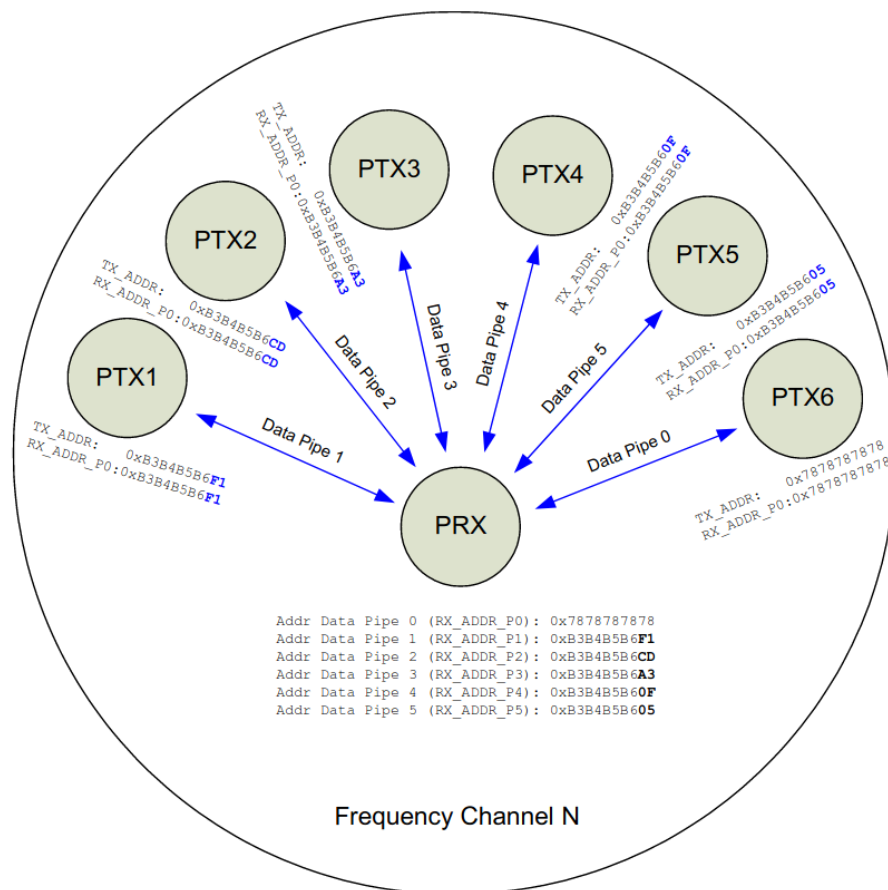 PTX3
PTX4
PTX2
PTX5
PTX1
PTX6
PRX
TX_ADDR: 0xB3B4B5B6F1
RX_ADDR_P0:0xB3B4B5B6F1
TX_ADDR: 0xB3B4B5B6CD
RX_ADDR_P0:0xB3B4B5B6CD
TX_ADDR: 0xB3B4B5B6A3
RX_ADDR_P0:0xB3B4B5B6A3
TX_ADDR: 0xB3B4B5B60F
RX_ADDR_P0:0xB3B4B5B60F
TX_ADDR: 0xB3B4B5B605
RX_ADDR_P0:0xB3B4B5B605
TX_ADDR: 0x7878787878
RX_ADDR_P0:0x7878787878
Data Pipe 1
Data Pipe 2
Data Pipe 3
Data Pipe 4
Data Pipe 5
Data Pipe 0
Addr Data Pipe 0 (RX_ADDR_P0): 0x7878787878
Addr Data Pipe 1 (RX_ADDR_P1): 0xB3B4B5B6F1
Addr Data Pipe 2 (RX_ADDR_P2): 0xB3B4B5B6CD
Addr Data Pipe 3 (RX_ADDR_P3): 0xB3B4B5B6A3
Addr Data Pipe 4 (RX_ADDR_P4): 0xB3B4B5B60F
Addr Data Pipe 5 (RX_ADDR_P5): 0xB3B4B5B605
Frequency Channel N